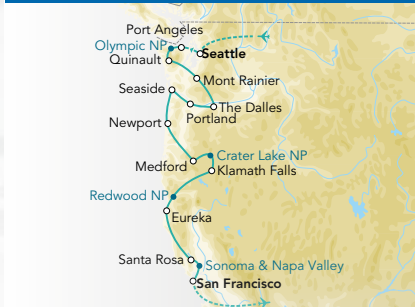 Port Angeles
Olympic NP
Seattle
Quinault
Mont Rainier
Seaside
The Dalles
Portland
Newport
Crater Lake NP
Medford
Klamath Falls
Redwood NP
Eureka
Santa Rosa
Sonoma & Napa Valley
San Francisco